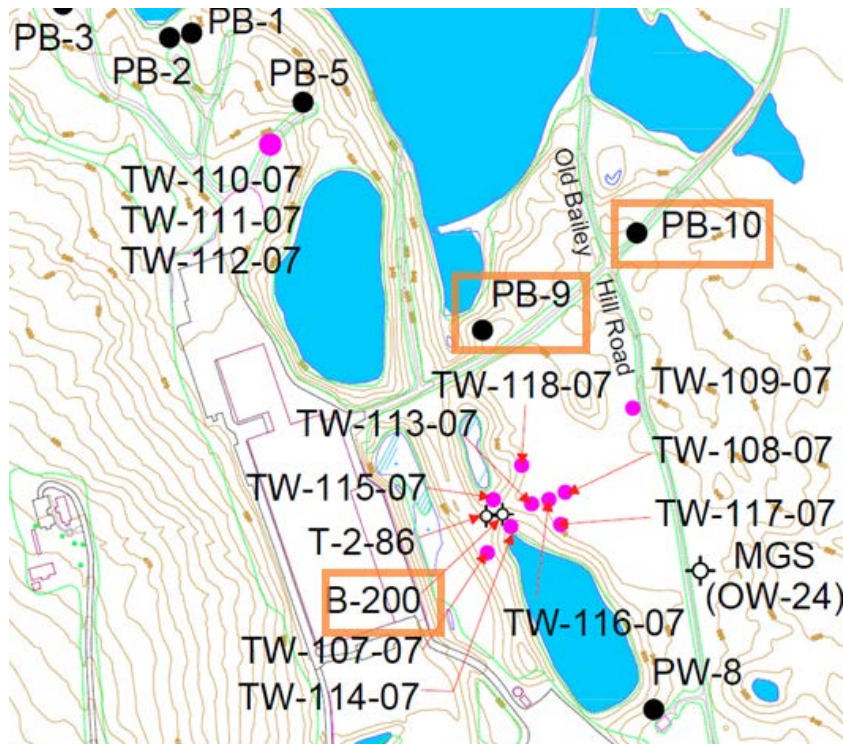 PB-3
PB-1
PB-2
PB-5
TW-110-07
TW-111-07
TW-112-07
Old Bailey
Hill Road
PB-10
PB-9
TW-118-07
TW-109-07
TW-113-07
TW-108-07
TW-115-07
TW-117-07
T-2-86
MGS
(OW-24)
B-200
TW-116-07
TW-107-07
TW-114-07
PW-8